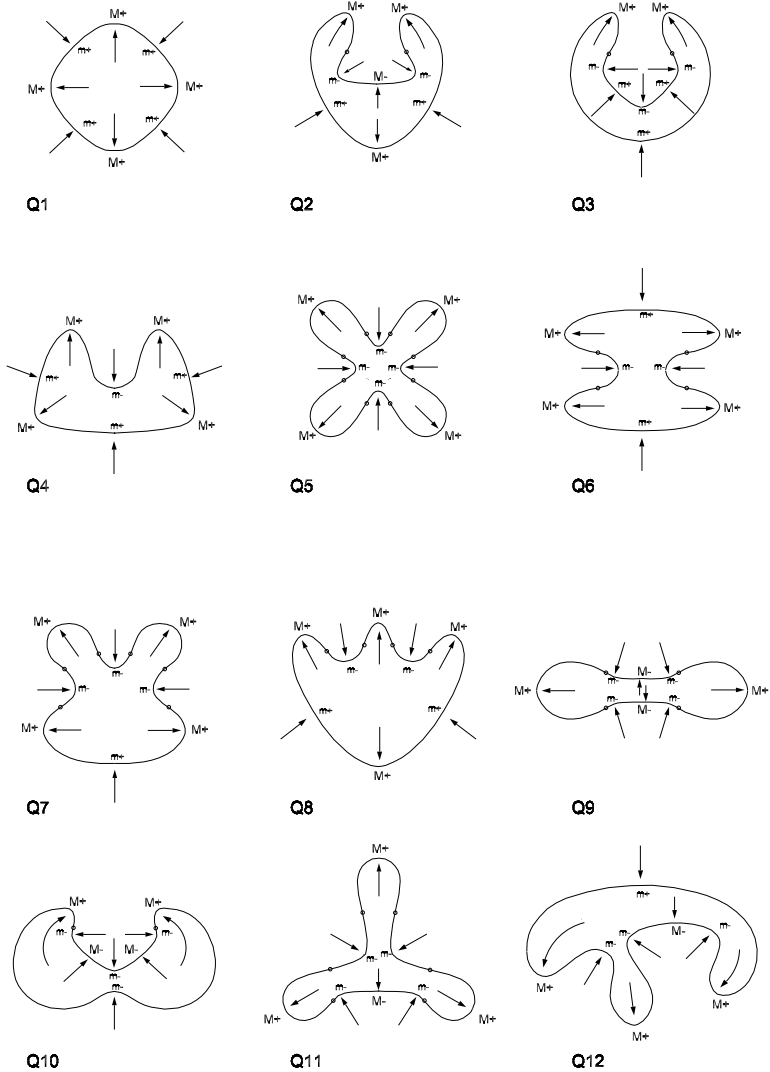 M+ M+ M+ M+ M+
m+ m+ m- M- m- m- m+ m+ m-
M+ M+ m+ m+ m-
m+ m+ m+
M+ M+
Q1 Q2 Q3
M+ M+ M+ M+ m+
m+ m+ m- M+ M+
m- m- m- m- m-
m- m-
M+ m+ M+ M+ M+ M+ M+
m+
Q4 Q5 Q6
M+ M+ M+ M+ M+
m- m- m- M-
m- m- m- m-
M+ M+
M+ M+ m+ m+ m- m-
M-
m+ M+
Q7 Q8 Q9
M+ M+ M+ m+
m- m- m- m-
M- M- M-
m- m- m-
m- m- m- M+
M+ M- M+ M+
M+
Q10 Q11 Q12